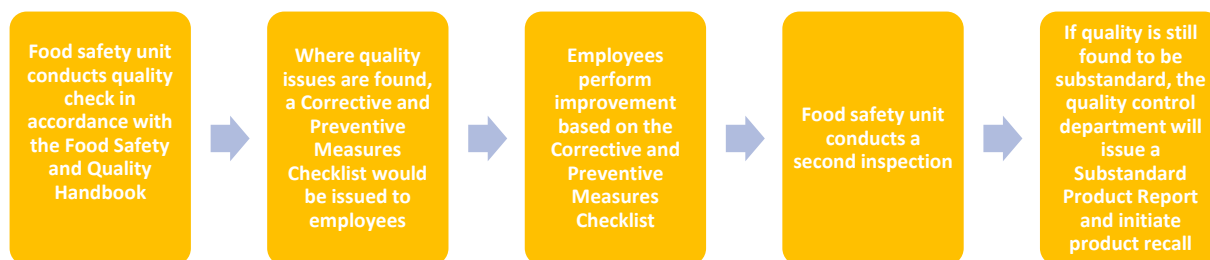 Food safety unit
conducts quality
check in
accordance with
the Food Safety
and Quality
Handbook
Where quality
issues are found,
a Corrective and
Preventive
Measures
Checklist would
be issued to
employees
Employees
perform
improvement
based on the
Corrective and
Preventive
Measures
Checklist
Food safety unit
conducts a
second inspection
If quality is still
found to be
substandard, the
quality control
department will
issue a
Substandard
Product Report
and initiate
product recall